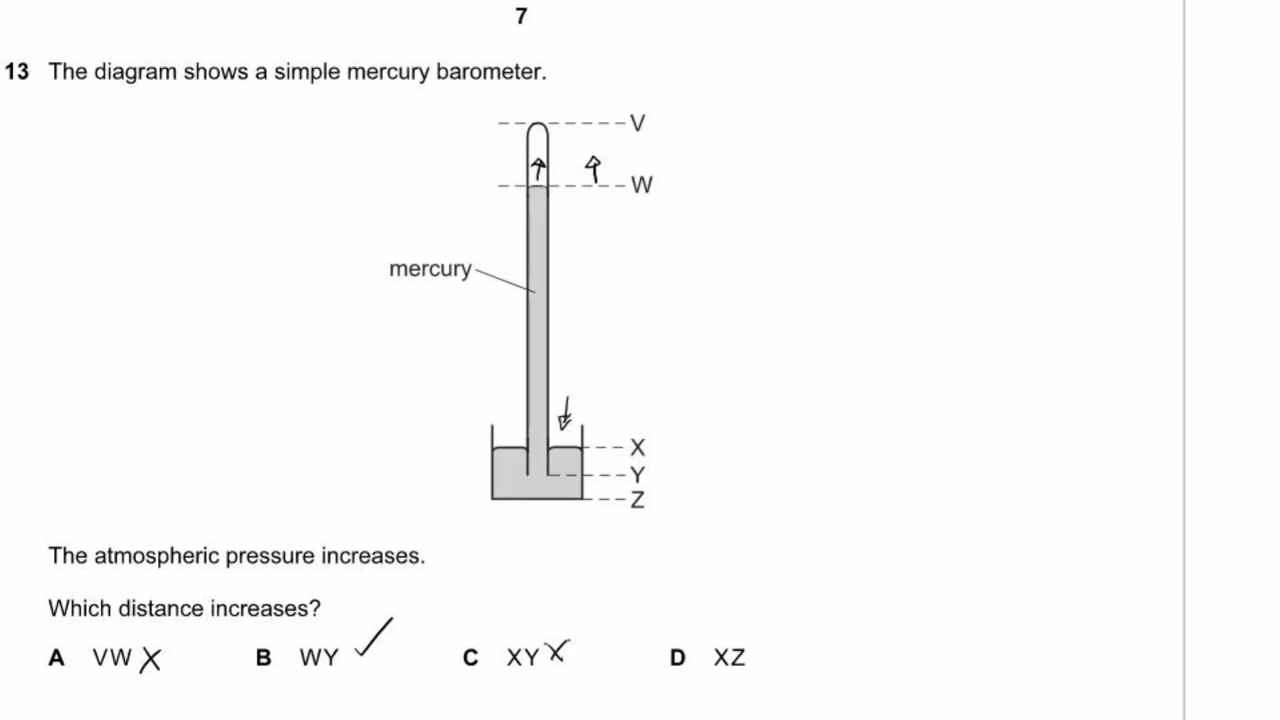 7
13 The diagram shows a simple mercury barometer.
V
W
mercury
X
Y
Z
The atmospheric pressure increases.
Which distance increases?
A VW B WY C XY D XZ